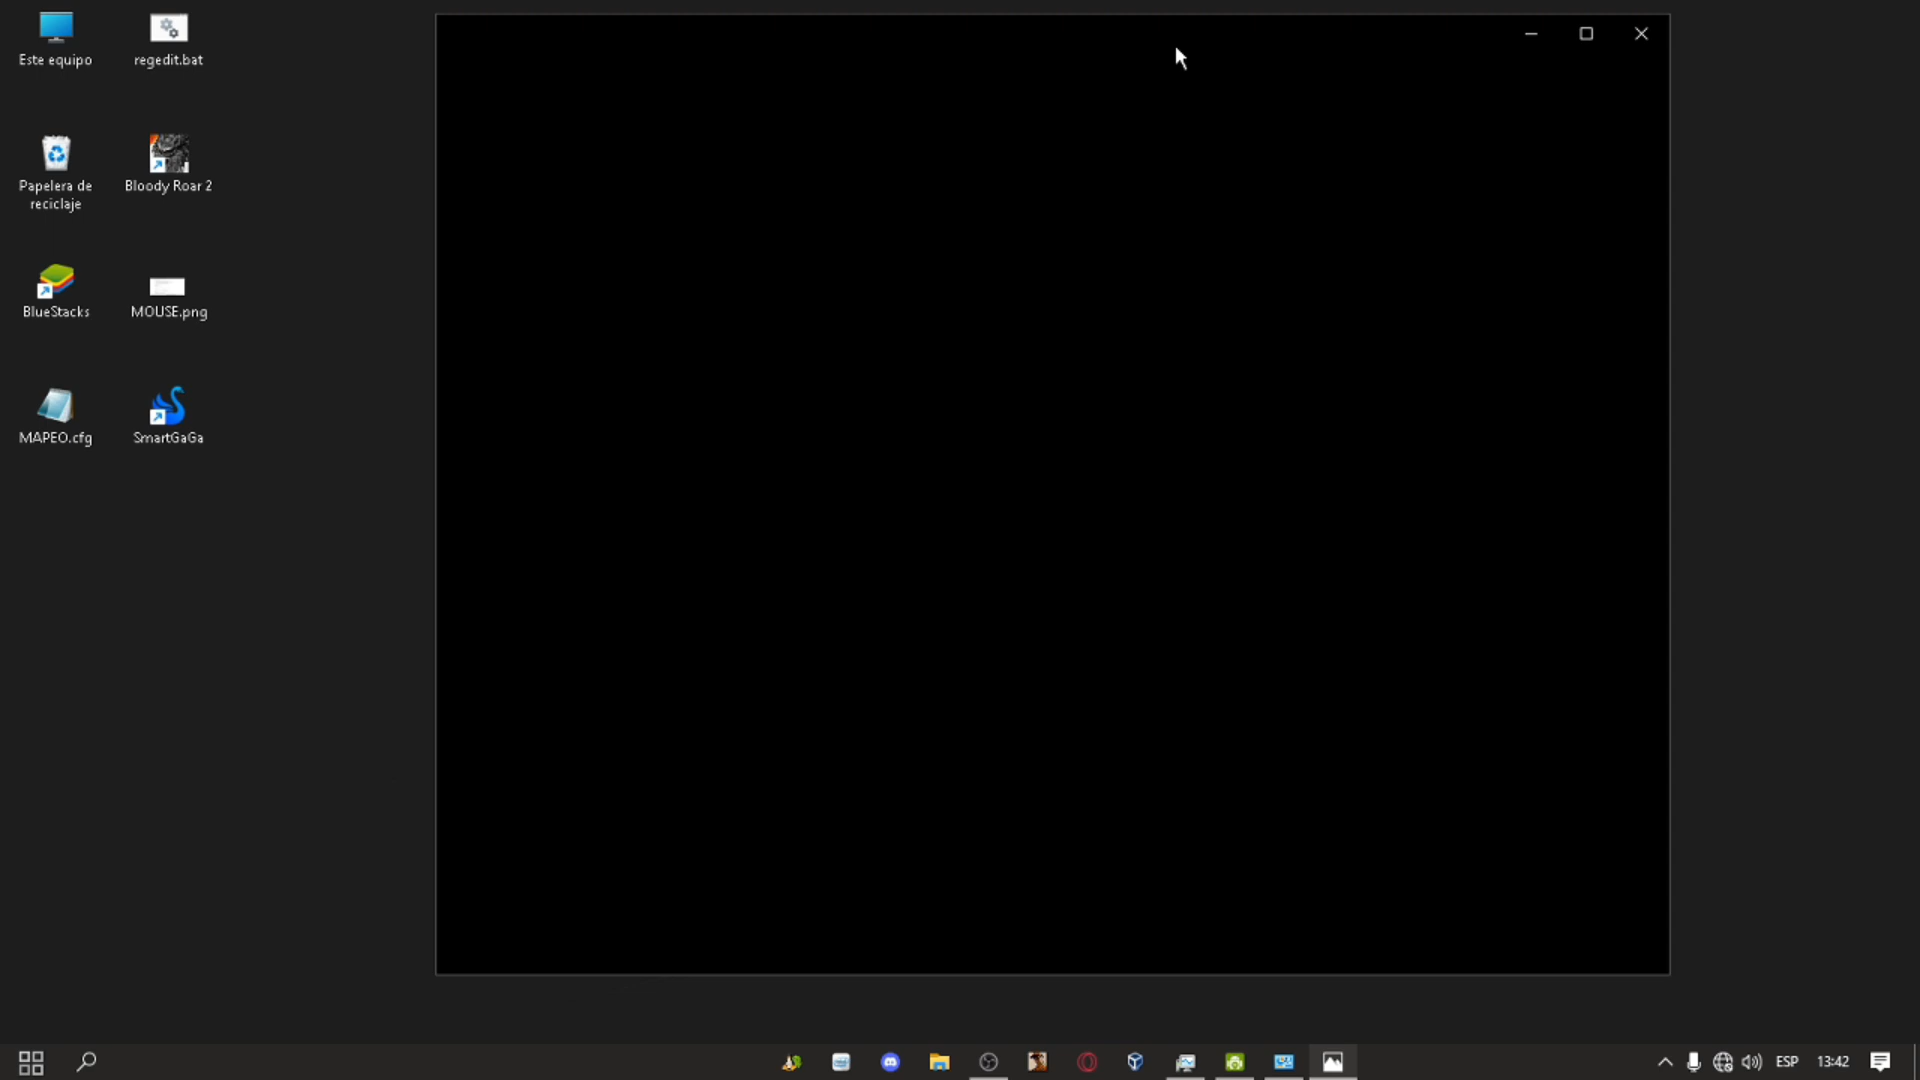 Este equipo
regedit.bat
Papelera de
reciclaje
Bloody Roar 2
BlueStacks
MOUSE.png
MAPEO.cfg
SmartGaGa
ESP
13:42